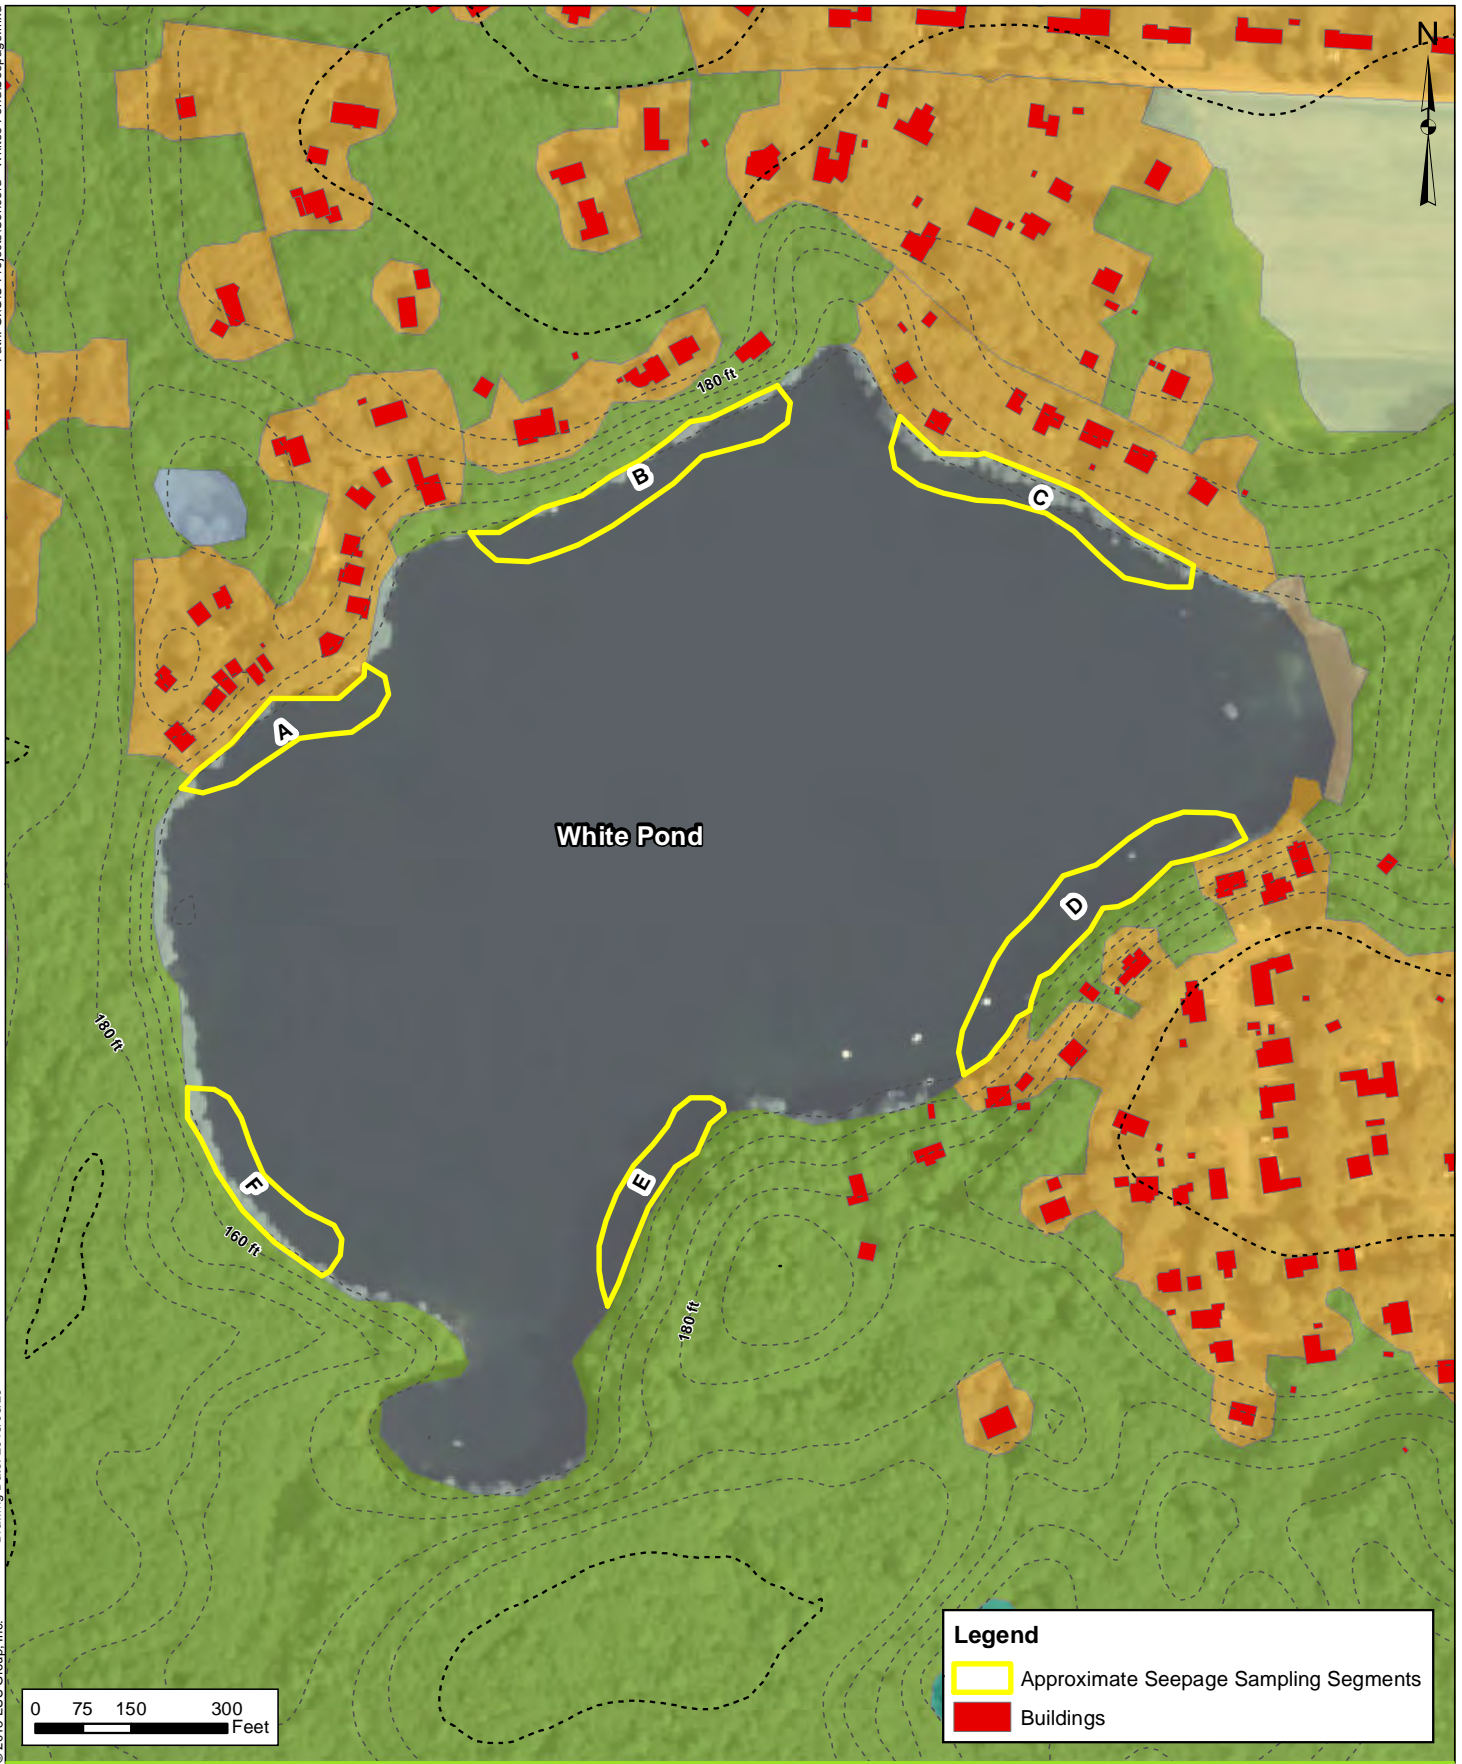 N
180 ft
B
C
A
White Pond
D
180 ft
F
E
160 ft
180 ft
Legend
Approximate Seepage Sampling Segments
Buildings
0 75 150 300
Feet